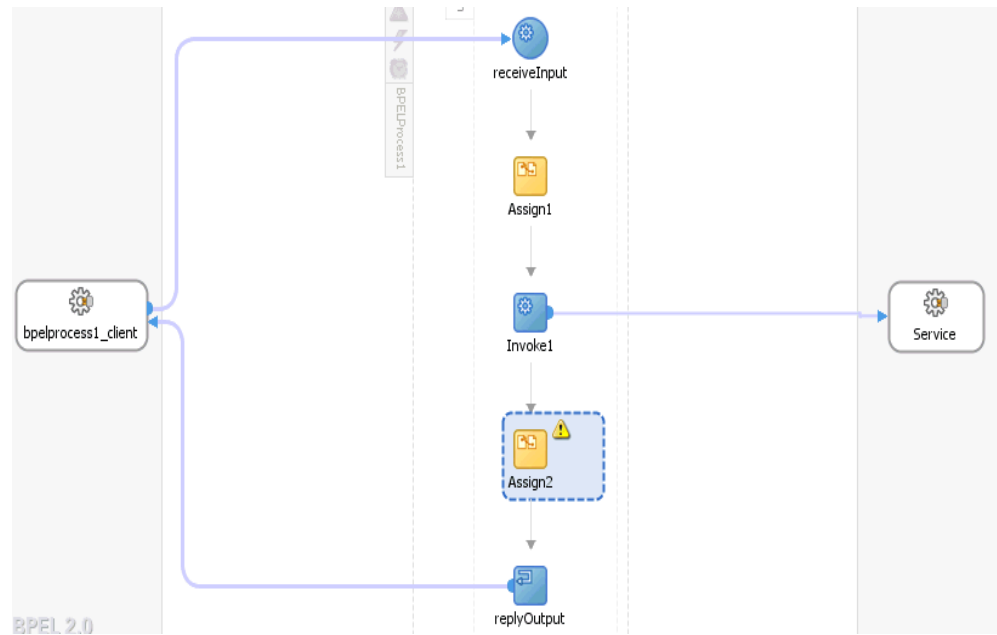 receiveInput
BPELProcess1
Assign1
bpelprocess1_client
Invoke1
Service
Assign2
replyOutput
BPEL 2.0